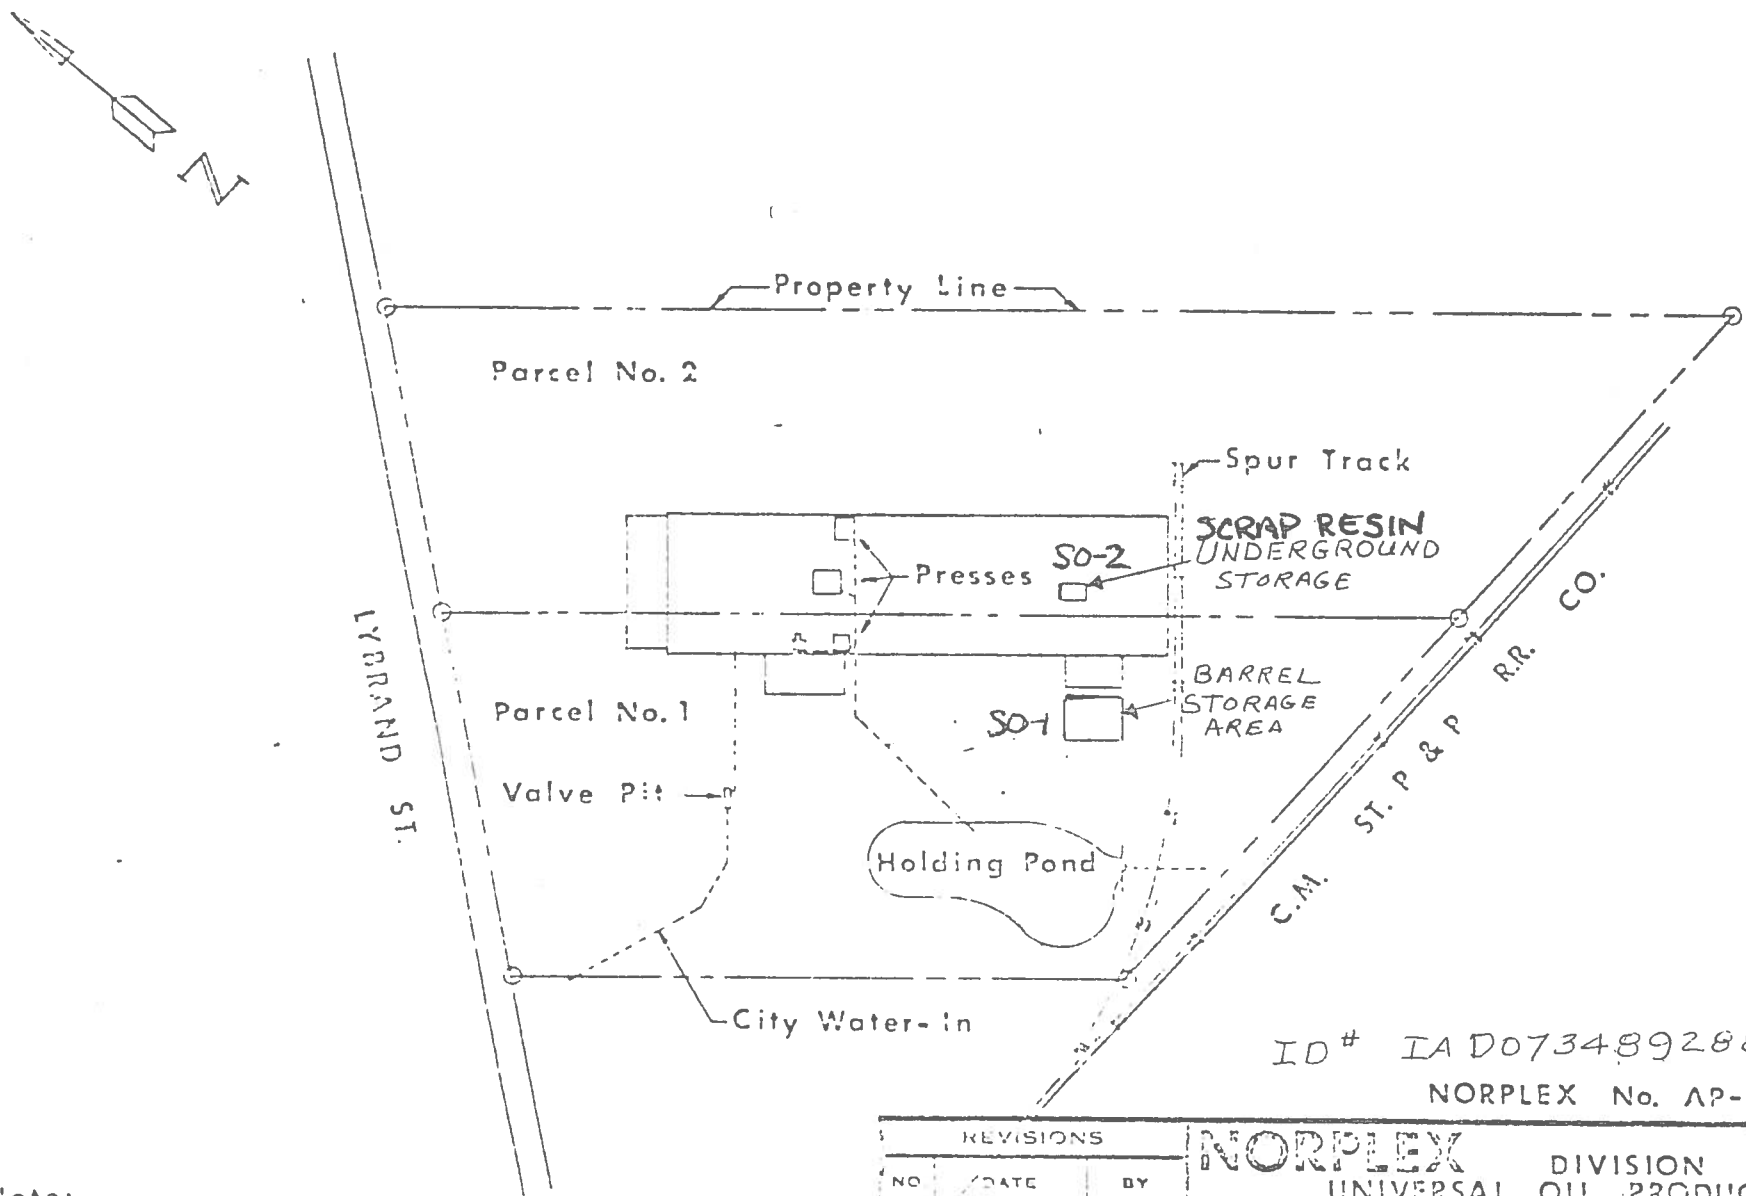 N
Property Line
Parcel No. 2
Spur Track
SCRAP RESIN
UNDERGROUND
STORAGE
SO-2
Presses
LYBRAND ST.
BARREL
STORAGE
AREA
SO-1
Parcel No. 1
Valve Pit
Holding Pond
C.M. ST. P & P R.R. CO.
City Water-In
ID# IAD07348928
NORPLEX No. AP-
REVISIONS
NO DATE BY
NORPLEX DIVISION
UNIVERSAL OIL PRODUC